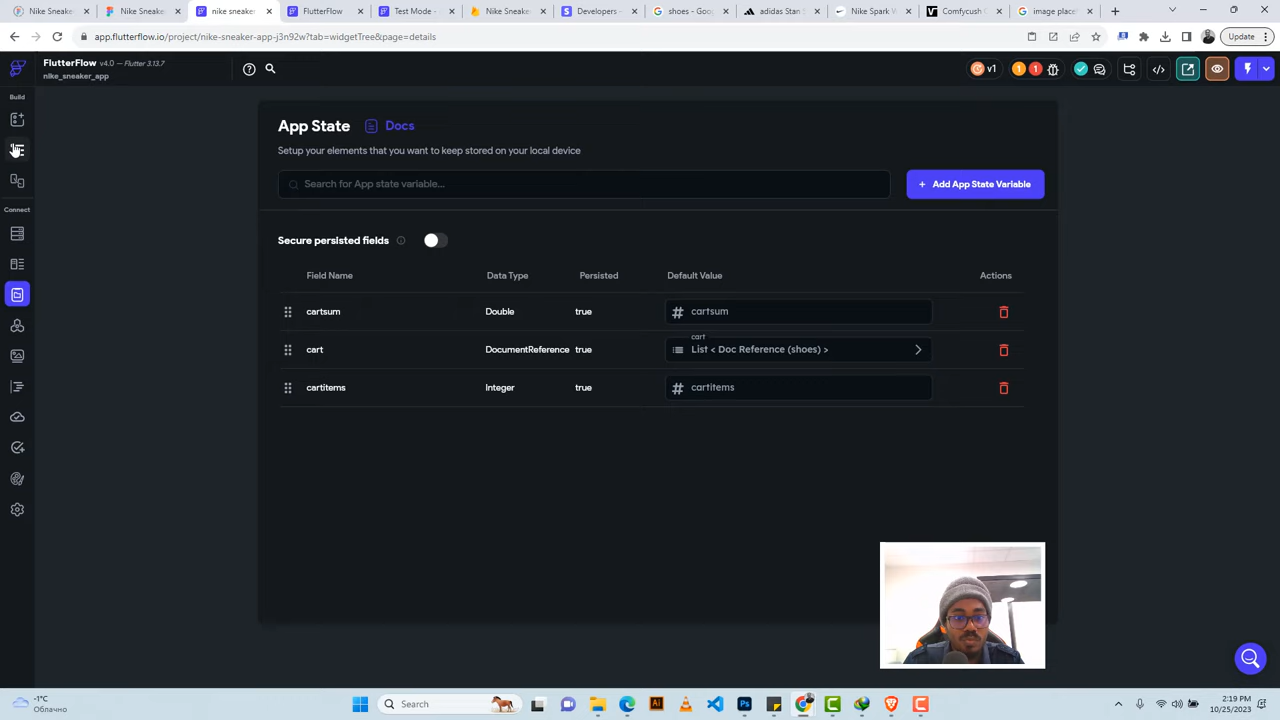 Nike Sneake
Nike Sneake
nike sneaker
FlutterFlow
Test Mode -
Nike Sneake
Developers -
shoes - Goo
adidas Stan
Nike Spark V
Comfycush O
image place
app.flutterflow.io/project/nike-sneaker-app-j3n92w?tab=widgetTree&page=details
Update
FlutterFlow v4.0 — Flutter 3.13.7
nike_sneaker_app
v1
1
1
Build
Connect
App State
Docs
Setup your elements that you want to keep stored on your local device
Search for App state variable...
+ Add App State Variable
Secure persisted fields
Field Name
Data Type
Persisted
Default Value
Actions
cartsum
Double
true
cartsum
cart
DocumentReference
true
cart
List < Doc Reference (shoes) >
cartitems
Integer
true
cartitems
-1°C
Облачно
Search
2:19 PM
10/25/2023